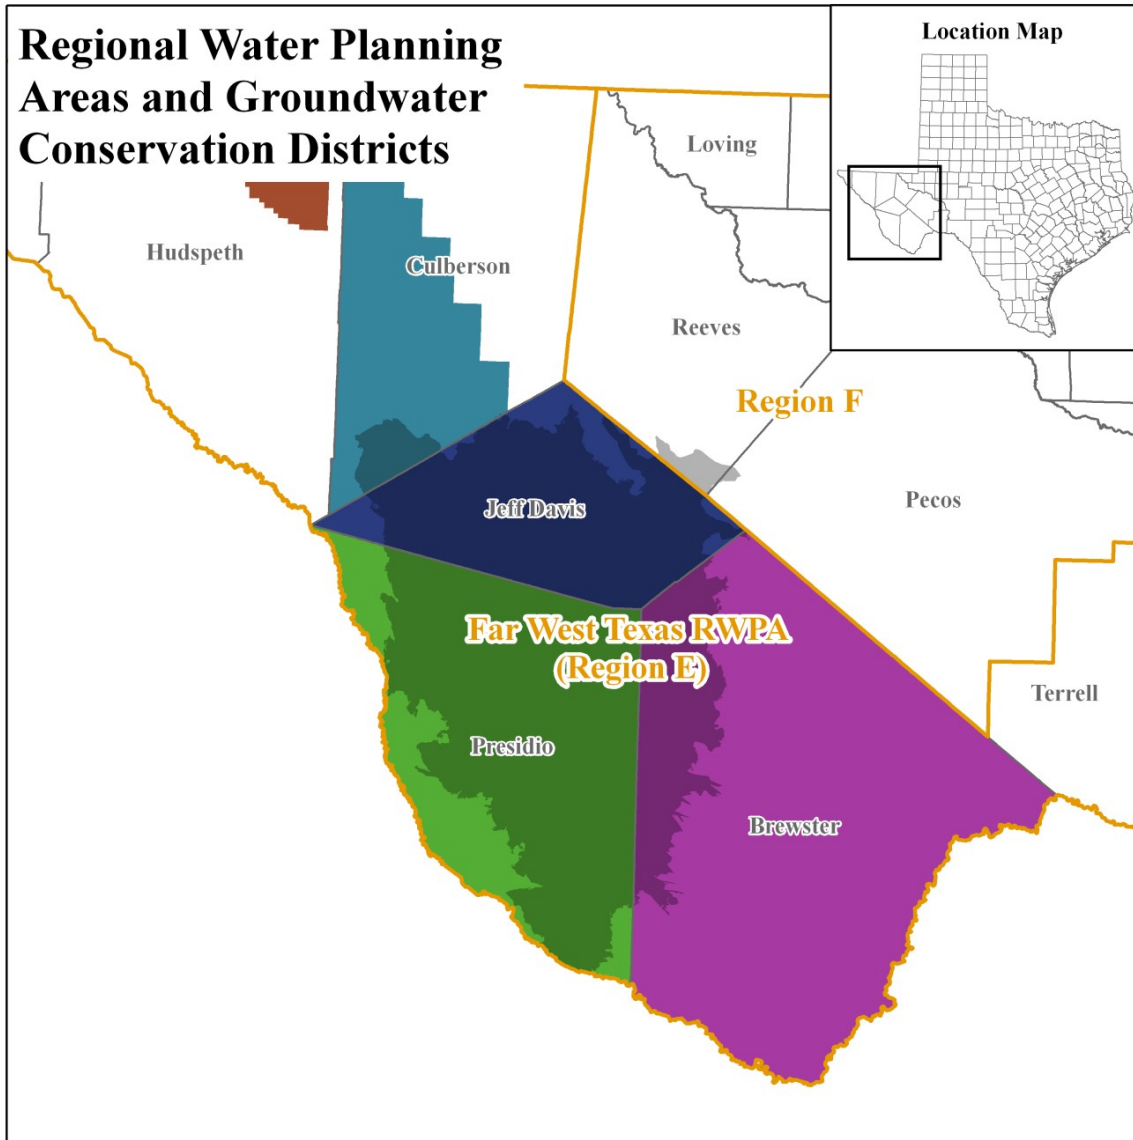 Regional Water Planning
Areas and Groundwater
Conservation Districts
Location Map
Loving
Hudspeth
Culberson
Reeves
Region F
Pecos
Jeff Davis
Far West Texas RWPA
(Region E)
Terrell
Presidio
Brewster